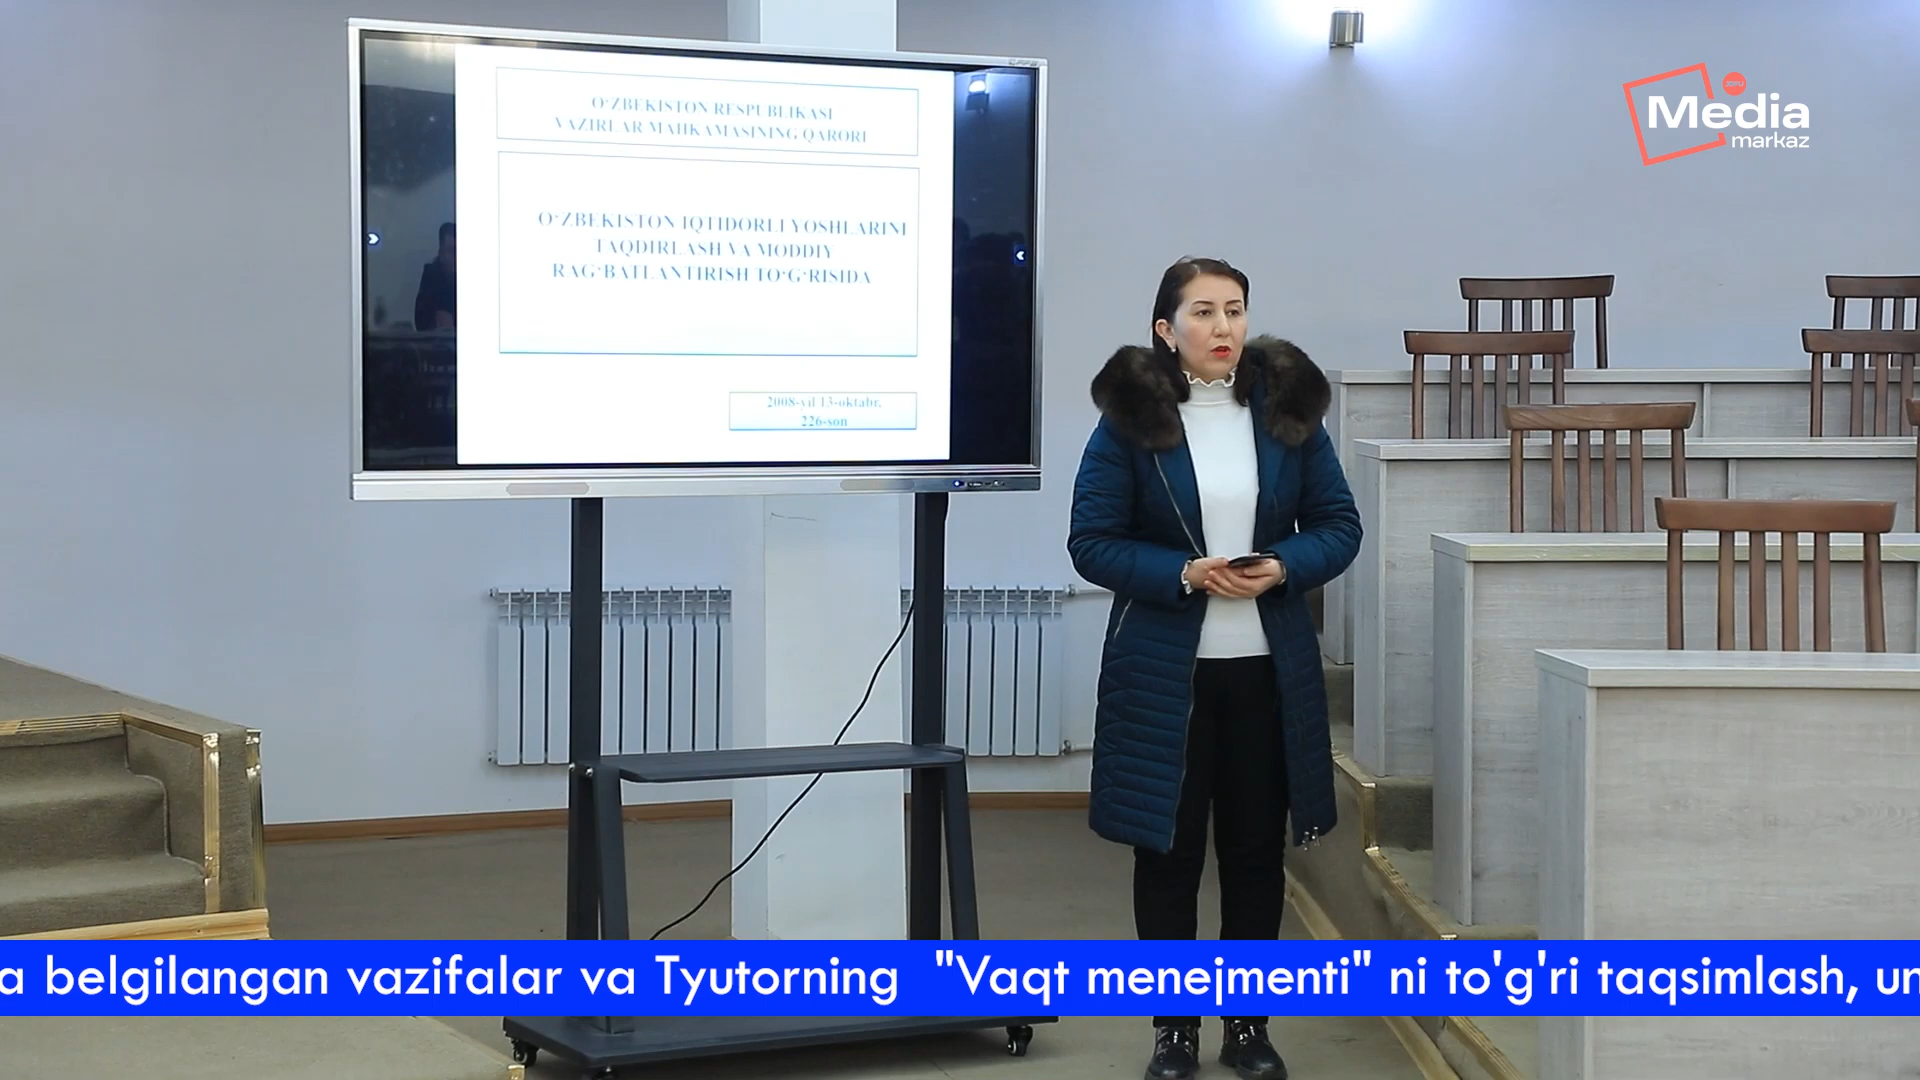 O‘ZBEKISTON RESPUBLIKASI
VAZIRLAR MAHKAMASINING QARORI
O‘ZBEKISTON IQTIDORLI YOSHLARINI
TAQDIRLASH VA MODDIY
RAG‘BATLANTIRISH TO‘G‘RISIDA
2008-yil 13-oktabr,
226-son
Media
markaz
a belgilangan vazifalar va Tyutorning "Vaqt menejmenti" ni to'g'ri taqsimlash, un